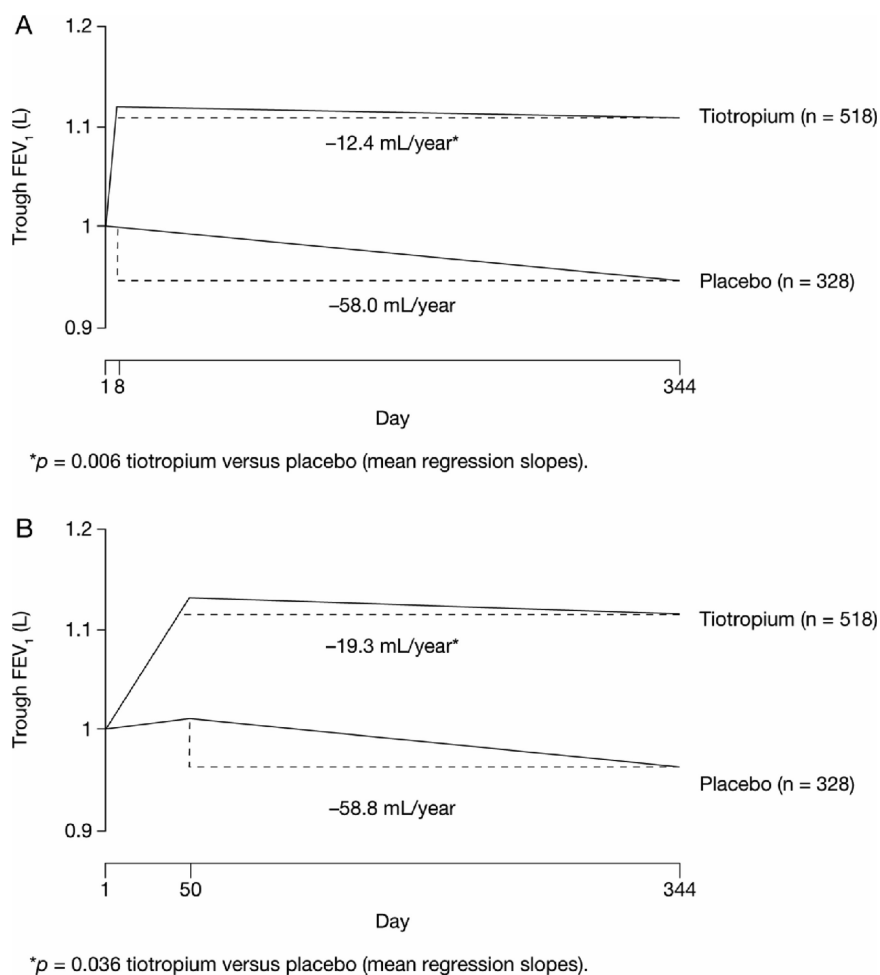 A
1.2
1.1
1
0.9
Trough FEV₁ (L)
Tiotropium (n = 518)
–12.4 mL/year*
Placebo (n = 328)
–58.0 mL/year
1 8 344
Day
*p = 0.006 tiotropium versus placebo (mean regression slopes).
B
1.2
1.1
1
0.9
Trough FEV₁ (L)
Tiotropium (n = 518)
–19.3 mL/year*
Placebo (n = 328)
–58.8 mL/year
1 50 344
Day
*p = 0.036 tiotropium versus placebo (mean regression slopes).